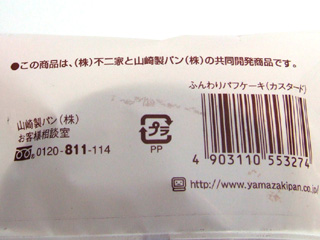 ●この商品は、(株)不二家と山崎製パン(株)の共同開発商品です。
ふんわりパフケーキ(カスタード)
山崎製パン(株)
お客様相談室
0120-811-114
プラ
PP
4 903110 553274
http://www.yamazakipan.co.jp